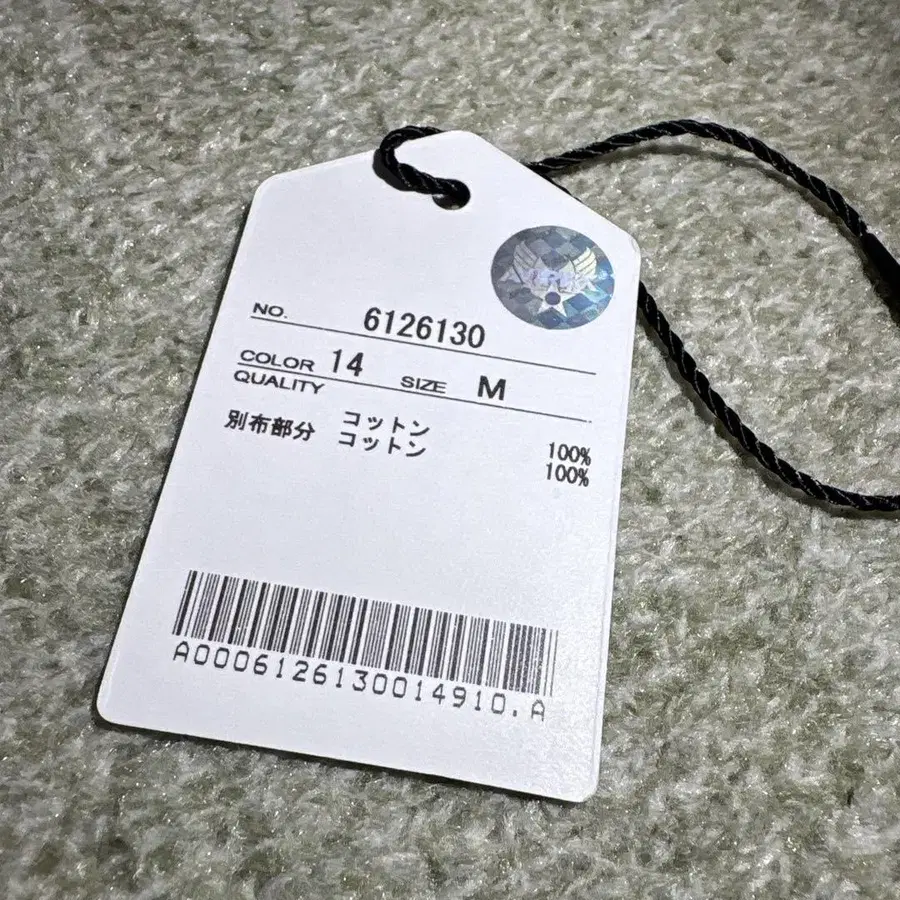 NO. 6126130
COLOR 14 SIZE M
QUALITY
コットン 100%
別布部分 コットン 100%
A0006126130014910.A